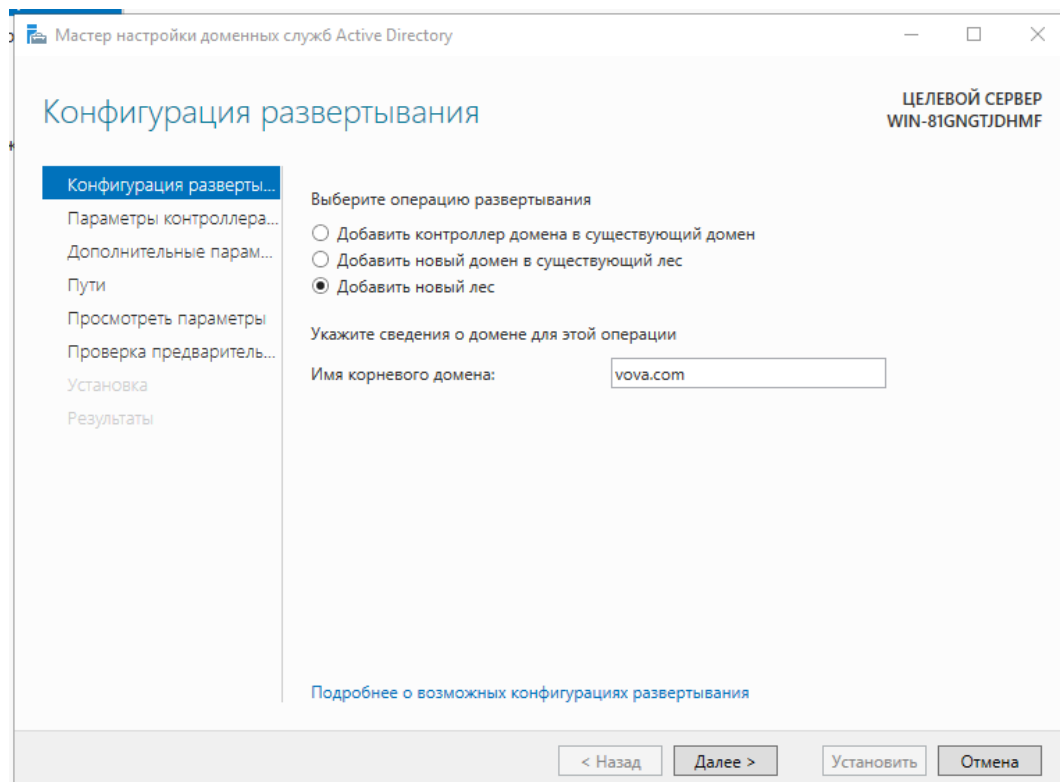 Мастер настройки доменных служб Active Directory
Конфигурация развертывания
ЦЕЛЕВОЙ СЕРВЕР
WIN-81GNGTJDHMF
Конфигурация разверты...
Параметры контроллера...
Дополнительные парам...
Пути
Просмотреть параметры
Проверка предваритель...
Установка
Результаты
Выберите операцию развертывания
Добавить контроллер домена в существующий домен
Добавить новый домен в существующий лес
Добавить новый лес
Укажите сведения о домене для этой операции
Имя корневого домена: vova.com
Подробнее о возможных конфигурациях развертывания
< Назад Далее > Установить Отмена